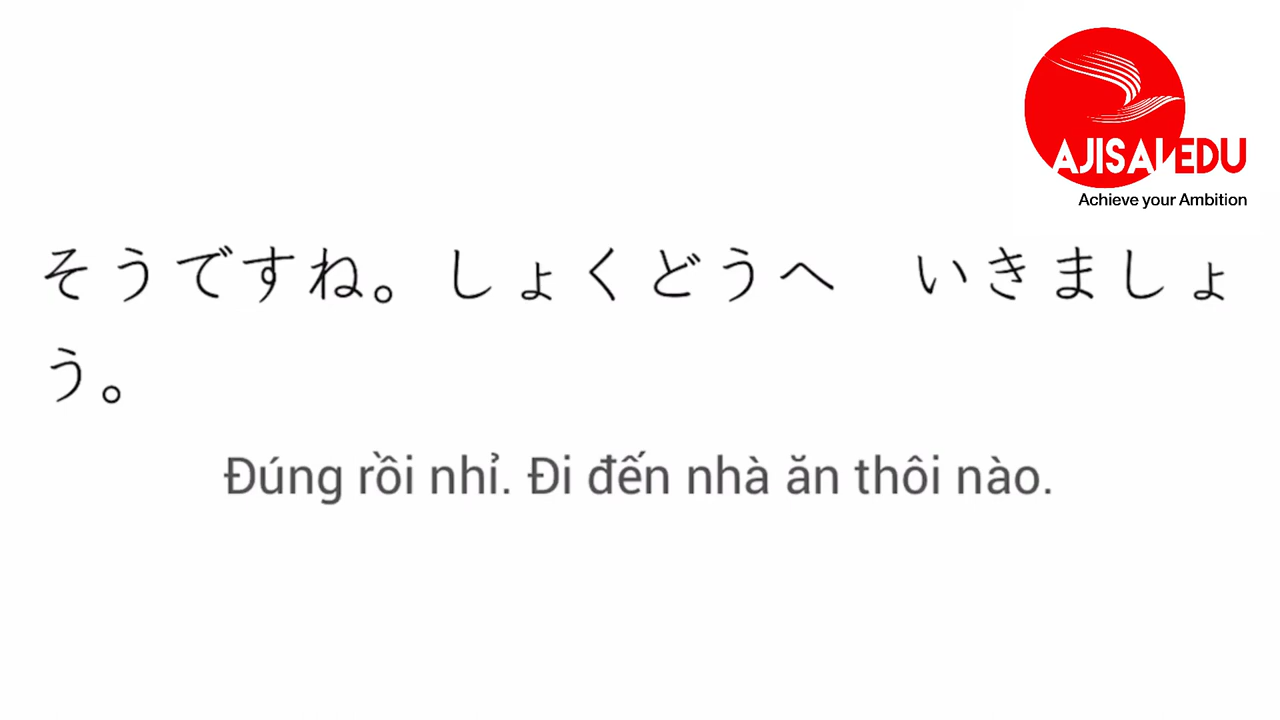 AJISAI EDU
Achieve your Ambition
そうですね。しょくどうへ　いきましょ
う。
Đúng rồi nhỉ. Đi đến nhà ăn thôi nào.